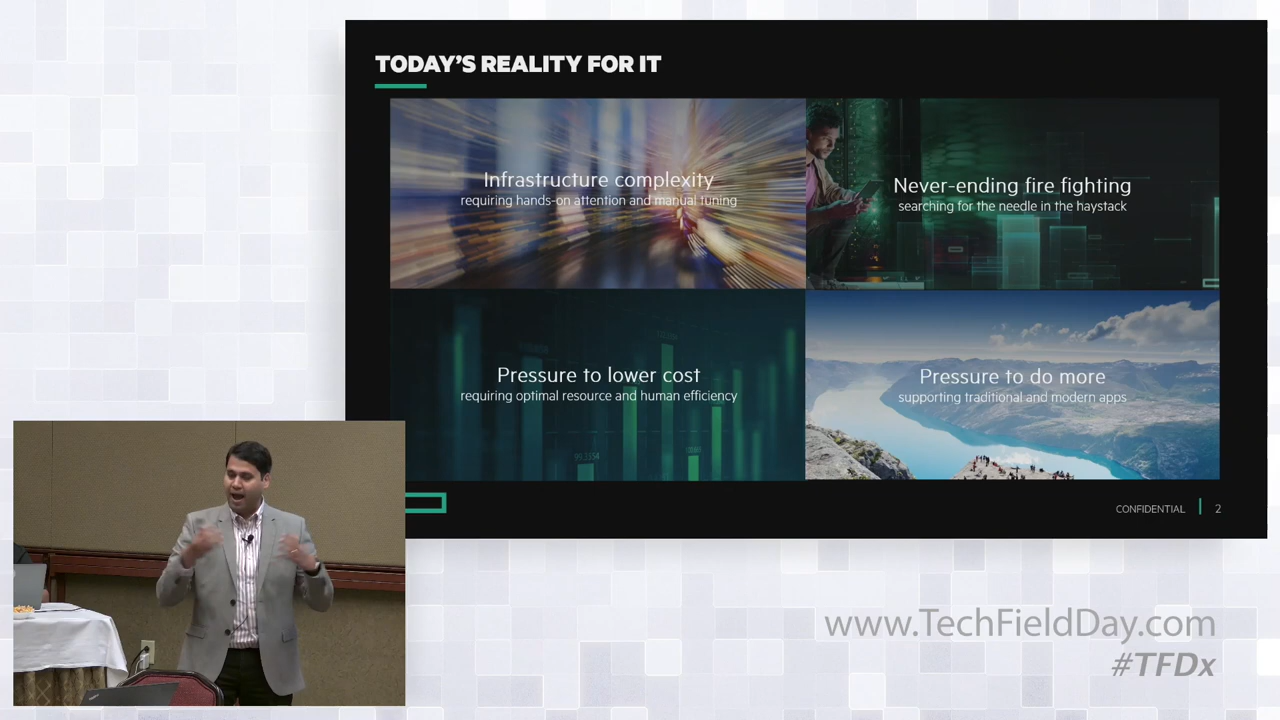 TODAY'S REALITY FOR IT
Infrastructure complexity
requiring hands-on attention and manual tuning
Never-ending fire fighting
searching for the needle in the haystack
Pressure to lower cost
requiring optimal resource and human efficiency
Pressure to do more
supporting traditional and modern apps
CONFIDENTIAL
2
www.TechFieldDay.com
#TFDx